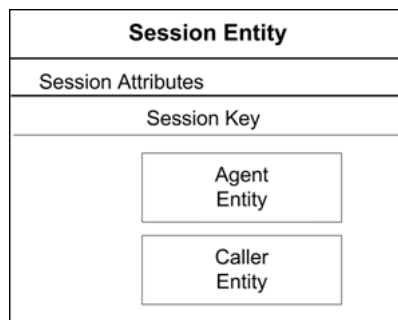 Session Entity
Session Attributes
Session Key
Agent
Entity
Caller
Entity